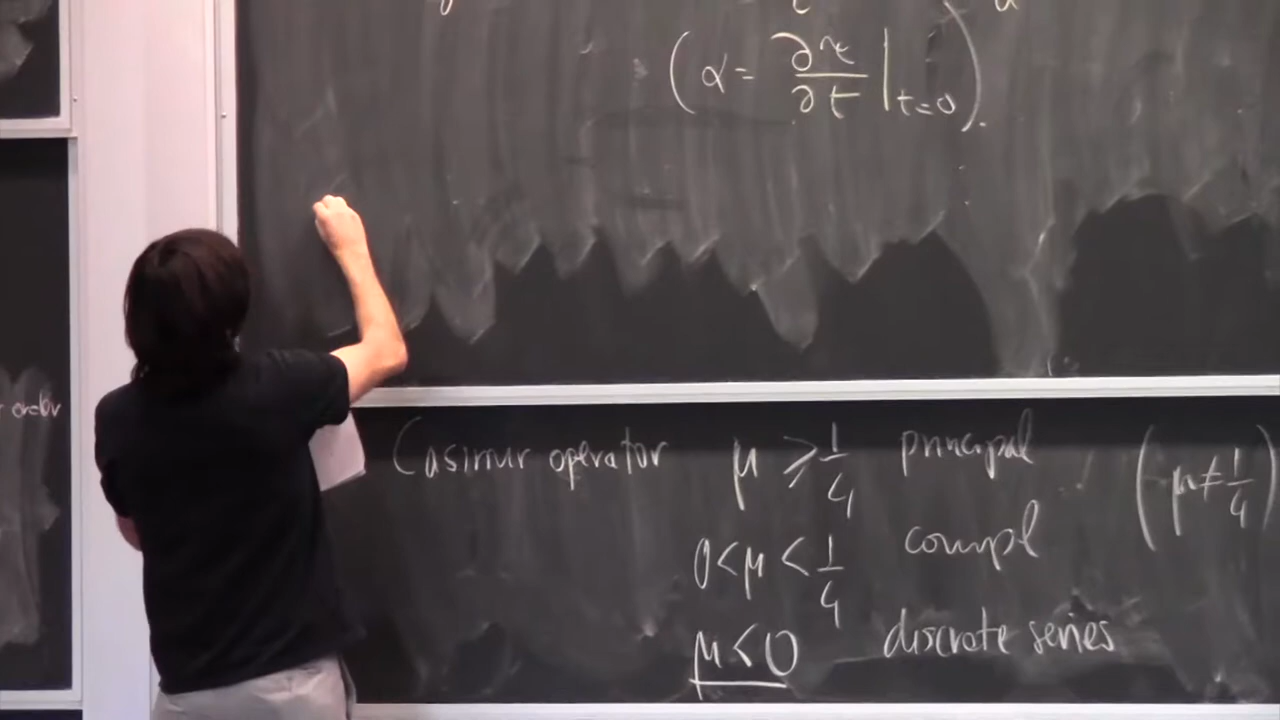 (α = ∂x/∂t |t=0).
Casimir operator μ ⩾ 1/4 principal (μ ≠ 1/4)
0 < μ < 1/4 compl
μ ⩽ 0 discrete series